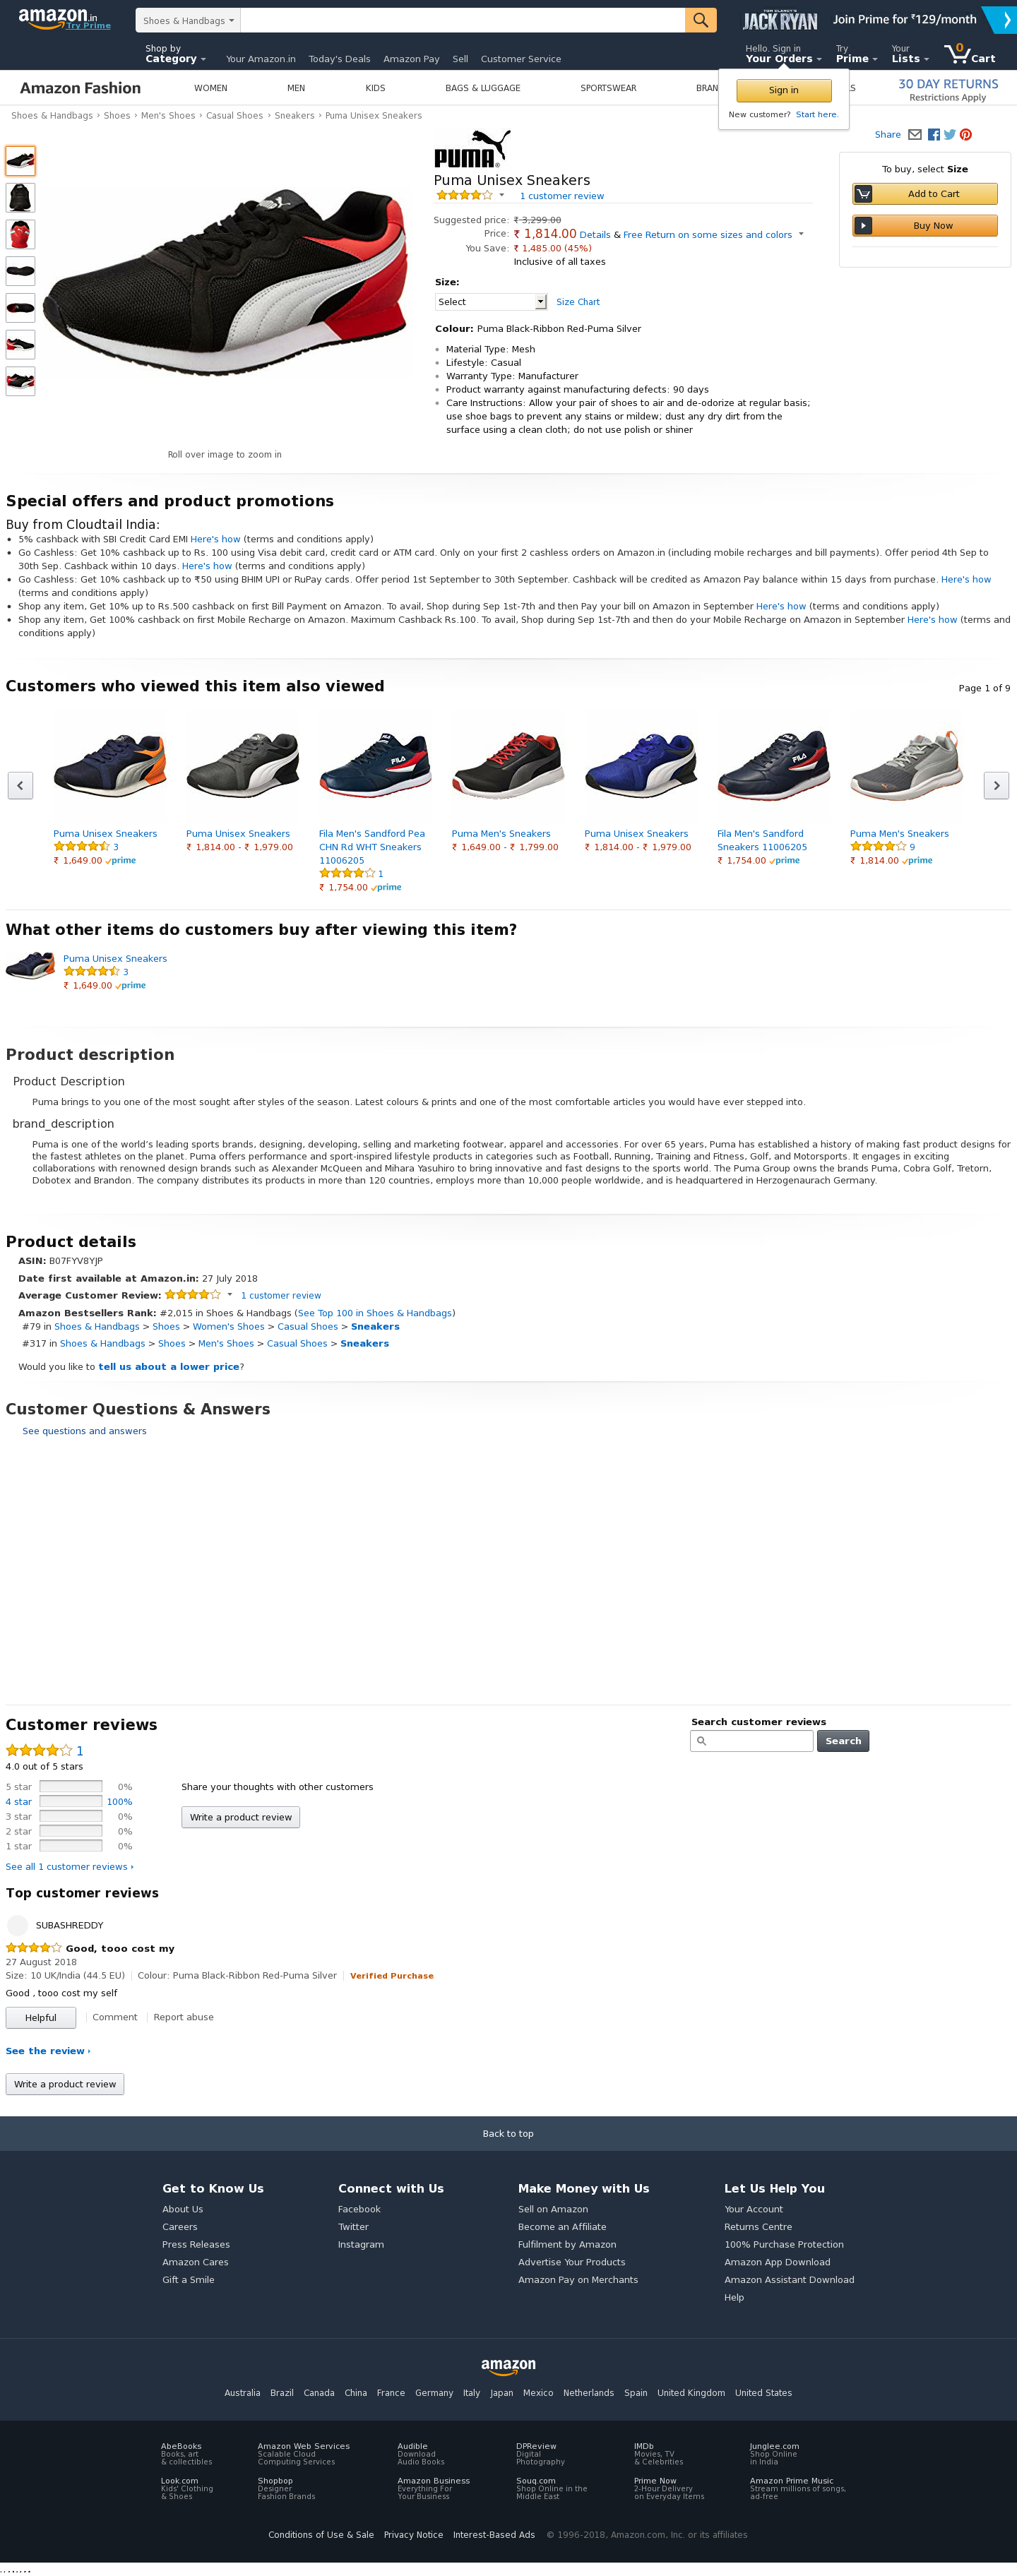 amazon.in
Try Prime
Shoes & Handbags
TOM CLANCY'S
JACK RYAN
Join Prime for ₹129/month
Shop by
Category
Your Amazon.in
Today's Deals
Amazon Pay
Sell
Customer Service
Hello. Sign in
Your Orders
Try
Prime
Your
Lists
0
Cart
Sign in
New customer? Start here.
Amazon Fashion
WOMEN
MEN
KIDS
BAGS & LUGGAGE
SPORTSWEAR
BRAN
LS
30 DAY RETURNS
Restrictions Apply
Shoes & Handbags › Shoes › Men's Shoes › Casual Shoes › Sneakers › Puma Unisex Sneakers
Share
PUMA
Puma Unisex Sneakers
1 customer review
Suggested price: ₹ 3,299.00
Price: ₹ 1,814.00 Details & Free Return on some sizes and colors
You Save: ₹ 1,485.00 (45%)
Inclusive of all taxes
Size:
Select
Size Chart
Colour: Puma Black-Ribbon Red-Puma Silver
Material Type: Mesh
Lifestyle: Casual
Warranty Type: Manufacturer
Product warranty against manufacturing defects: 90 days
Care Instructions: Allow your pair of shoes to air and de-odorize at regular basis;
use shoe bags to prevent any stains or mildew; dust any dry dirt from the
surface using a clean cloth; do not use polish or shiner
To buy, select Size
Add to Cart
Buy Now
Roll over image to zoom in
Special offers and product promotions
Buy from Cloudtail India:
5% cashback with SBI Credit Card EMI Here's how (terms and conditions apply)
Go Cashless: Get 10% cashback up to Rs. 100 using Visa debit card, credit card or ATM card. Only on your first 2 cashless orders on Amazon.in (including mobile recharges and bill payments). Offer period 4th Sep to
30th Sep. Cashback within 10 days. Here's how (terms and conditions apply)
Go Cashless: Get 10% cashback up to ₹50 using BHIM UPI or RuPay cards. Offer period 1st September to 30th September. Cashback will be credited as Amazon Pay balance within 15 days from purchase. Here's how
(terms and conditions apply)
Shop any item, Get 10% up to Rs.500 cashback on first Bill Payment on Amazon. To avail, Shop during Sep 1st-7th and then Pay your bill on Amazon in September Here's how (terms and conditions apply)
Shop any item, Get 100% cashback on first Mobile Recharge on Amazon. Maximum Cashback Rs.100. To avail, Shop during Sep 1st-7th and then do your Mobile Recharge on Amazon in September Here's how (terms and
conditions apply)
Customers who viewed this item also viewed
Page 1 of 9
Puma Unisex Sneakers
3
₹ 1,649.00 prime
Puma Unisex Sneakers
₹ 1,814.00 - ₹ 1,979.00
Fila Men's Sandford Pea
CHN Rd WHT Sneakers
11006205
1
₹ 1,754.00 prime
Puma Men's Sneakers
₹ 1,649.00 - ₹ 1,799.00
Puma Unisex Sneakers
₹ 1,814.00 - ₹ 1,979.00
Fila Men's Sandford
Sneakers 11006205
₹ 1,754.00 prime
Puma Men's Sneakers
9
₹ 1,814.00 prime
What other items do customers buy after viewing this item?
Puma Unisex Sneakers
3
₹ 1,649.00 prime
Product description
Product Description
Puma brings to you one of the most sought after styles of the season. Latest colours & prints and one of the most comfortable articles you would have ever stepped into.
brand_description
Puma is one of the world's leading sports brands, designing, developing, selling and marketing footwear, apparel and accessories. For over 65 years, Puma has established a history of making fast product designs for
the fastest athletes on the planet. Puma offers performance and sport-inspired lifestyle products in categories such as Football, Running, Training and Fitness, Golf, and Motorsports. It engages in exciting
collaborations with renowned design brands such as Alexander McQueen and Mihara Yasuhiro to bring innovative and fast designs to the sports world. The Puma Group owns the brands Puma, Cobra Golf, Tretorn,
Dobotex and Brandon. The company distributes its products in more than 120 countries, employs more than 10,000 people worldwide, and is headquartered in Herzogenaurach Germany.
Product details
ASIN: B07FYV8YJP
Date first available at Amazon.in: 27 July 2018
Average Customer Review: 1 customer review
Amazon Bestsellers Rank: #2,015 in Shoes & Handbags (See Top 100 in Shoes & Handbags)
#79 in Shoes & Handbags > Shoes > Women's Shoes > Casual Shoes > Sneakers
#317 in Shoes & Handbags > Shoes > Men's Shoes > Casual Shoes > Sneakers
Would you like to tell us about a lower price?
Customer Questions & Answers
See questions and answers
Customer reviews
1
4.0 out of 5 stars
5 star 0%
4 star 100%
3 star 0%
2 star 0%
1 star 0%
See all 1 customer reviews ›
Share your thoughts with other customers
Write a product review
Search customer reviews
Search
Top customer reviews
SUBASHREDDY
Good, tooo cost my
27 August 2018
Size: 10 UK/India (44.5 EU) | Colour: Puma Black-Ribbon Red-Puma Silver | Verified Purchase
Good , tooo cost my self
Helpful
Comment
Report abuse
See the review ›
Write a product review
Back to top
Get to Know Us
About Us
Careers
Press Releases
Amazon Cares
Gift a Smile
Connect with Us
Facebook
Twitter
Instagram
Make Money with Us
Sell on Amazon
Become an Affiliate
Fulfilment by Amazon
Advertise Your Products
Amazon Pay on Merchants
Let Us Help You
Your Account
Returns Centre
100% Purchase Protection
Amazon App Download
Amazon Assistant Download
Help
amazon
Australia Brazil Canada China France Germany Italy Japan Mexico Netherlands Spain United Kingdom United States
AbeBooks
Books, art
& collectibles
Amazon Web Services
Scalable Cloud
Computing Services
Audible
Download
Audio Books
DPReview
Digital
Photography
IMDb
Movies, TV
& Celebrities
Junglee.com
Shop Online
in India
Look.com
Kids' Clothing
& Shoes
Shopbop
Designer
Fashion Brands
Amazon Business
Everything For
Your Business
Souq.com
Shop Online in the
Middle East
Prime Now
2-Hour Delivery
on Everyday Items
Amazon Prime Music
Stream millions of songs,
ad-free
Conditions of Use & Sale Privacy Notice Interest-Based Ads © 1996-2018, Amazon.com, Inc. or its affiliates